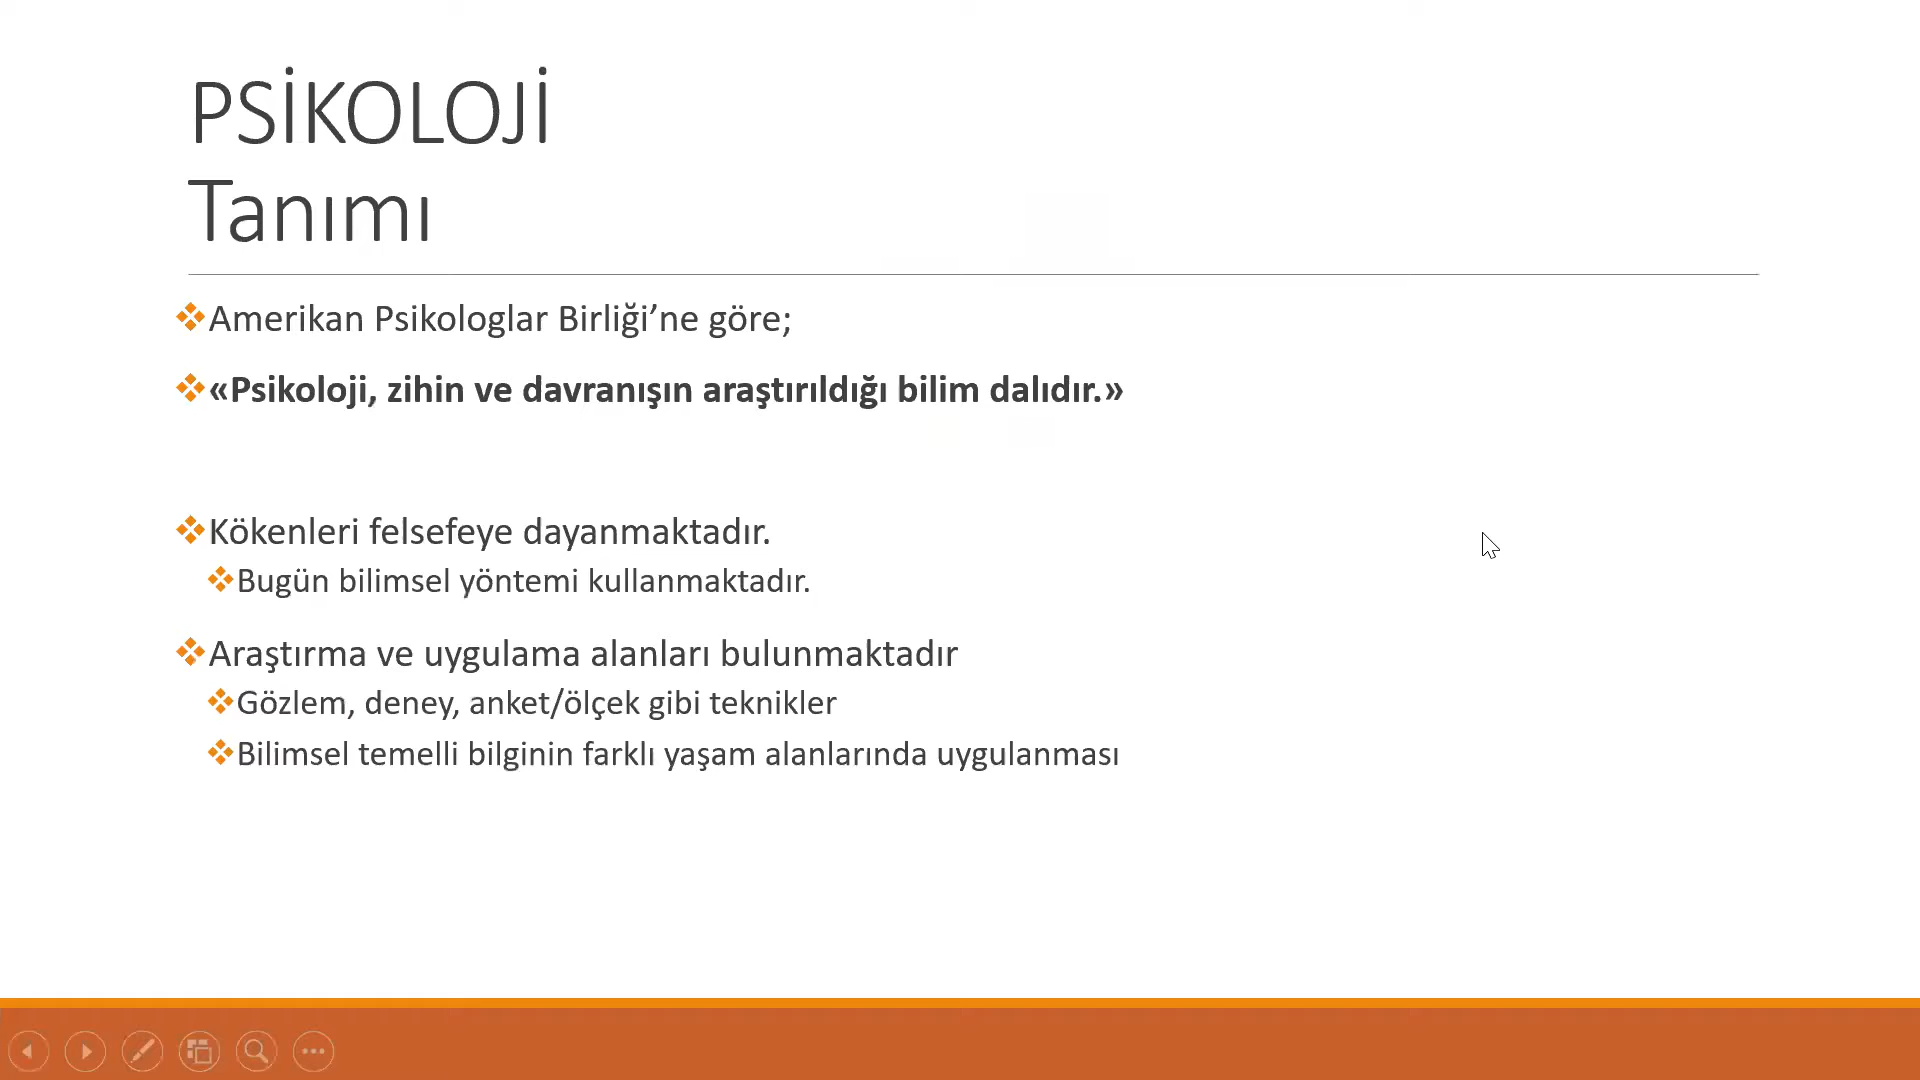 PSİKOLOJİ
Tanımı
Amerikan Psikologlar Birliği’ne göre;
«Psikoloji, zihin ve davranışın araştırıldığı bilim dalıdır.»
Kökenleri felsefeye dayanmaktadır.
Bugün bilimsel yöntemi kullanmaktadır.
Araştırma ve uygulama alanları bulunmaktadır
Gözlem, deney, anket/ölçek gibi teknikler
Bilimsel temelli bilginin farklı yaşam alanlarında uygulanması